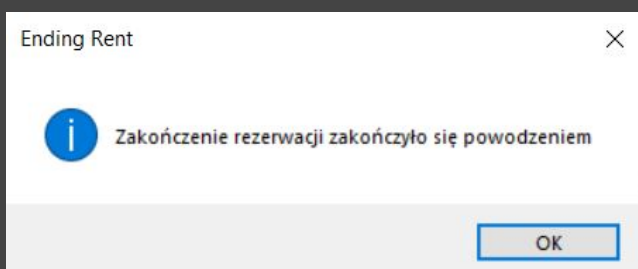 Ending Rent
Zakończenie rezerwacji zakończyło się powodzeniem
OK